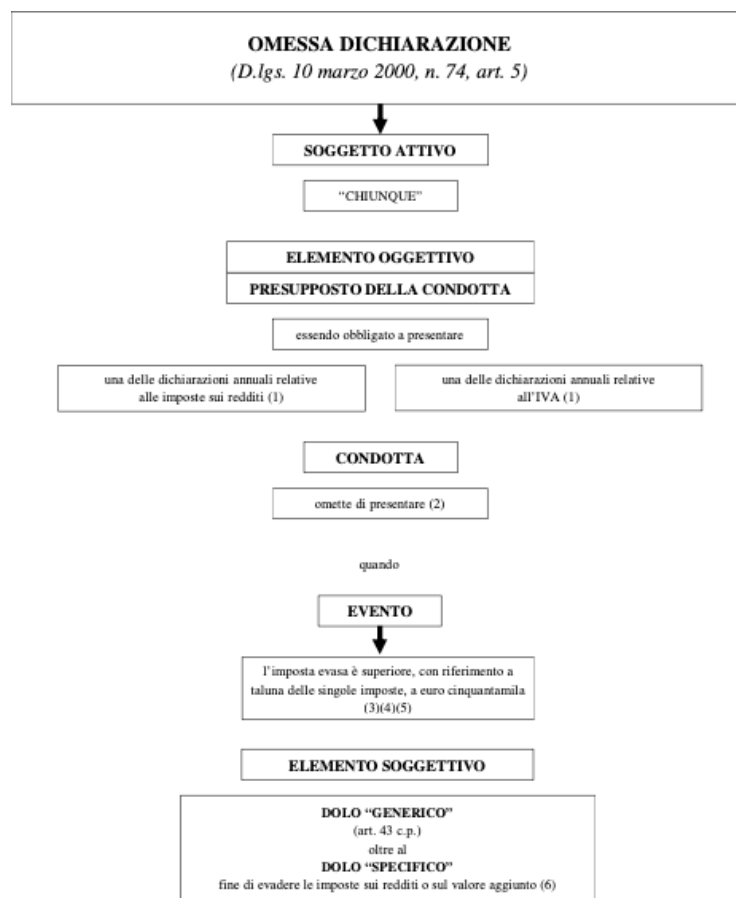 OMESSA DICHIARAZIONE
(D.lgs. 10 marzo 2000, n. 74, art. 5)
SOGGETTO ATTIVO
“CHIUNQUE”
ELEMENTO OGGETTIVO
PRESUPPOSTO DELLA CONDOTTA
essendo obbligato a presentare
una delle dichiarazioni annuali relative
alle imposte sui redditi (1)
una delle dichiarazioni annuali relative
all’IVA (1)
CONDOTTA
omette di presentare (2)
quando
EVENTO
l’imposta evasa è superiore, con riferimento a
taluna delle singole imposte, a euro cinquantamila
(3)(4)(5)
ELEMENTO SOGGETTIVO
DOLO “GENERICO”
(art. 43 c.p.)
oltre al
DOLO “SPECIFICO”
fine di evadere le imposte sui redditi o sul valore aggiunto (6)